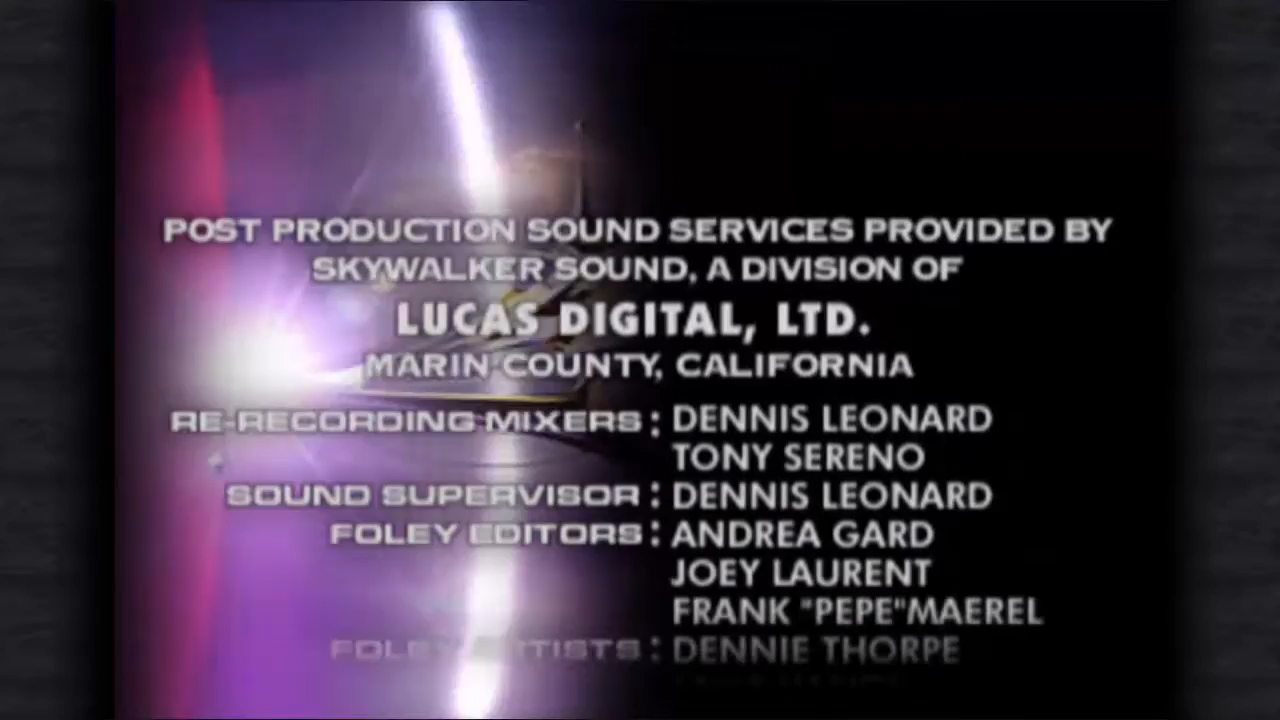 POST PRODUCTION SOUND SERVICES PROVIDED BY
SKYWALKER SOUND, A DIVISION OF
LUCAS DIGITAL, LTD.
MARIN COUNTY, CALIFORNIA
RE-RECORDING MIXERS : DENNIS LEONARD
TONY SERENO
SOUND SUPERVISOR : DENNIS LEONARD
FOLEY EDITORS : ANDREA GARD
JOEY LAURENT
FRANK "PEPE"MAEREL
FOLEY ARTISTS : DENNIE THORPE